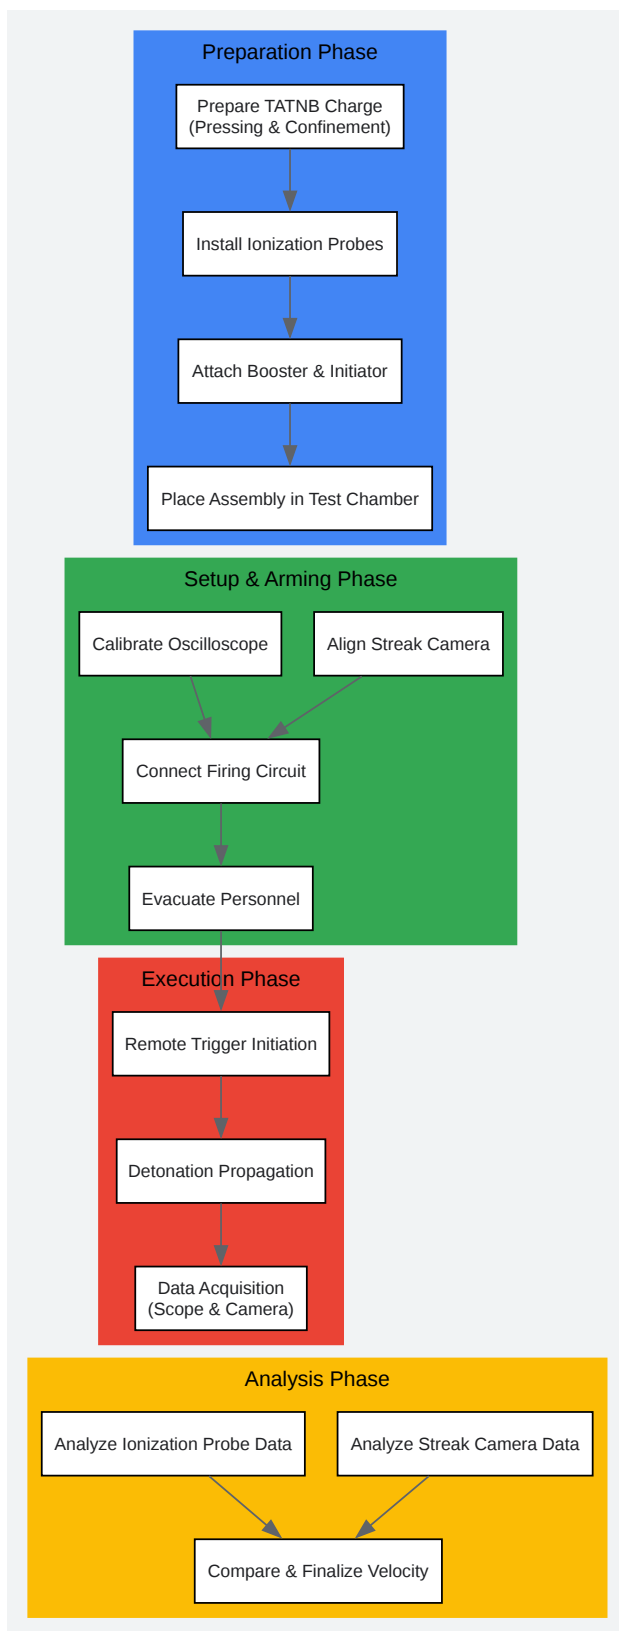 Preparation Phase
Prepare TATNB Charge
(Pressing & Confinement)
Install Ionization Probes
Attach Booster & Initiator
Place Assembly in Test Chamber
Setup & Arming Phase
Calibrate Oscilloscope
Align Streak Camera
Connect Firing Circuit
Evacuate Personnel
Execution Phase
Remote Trigger Initiation
Detonation Propagation
Data Acquisition
(Scope & Camera)
Analysis Phase
Analyze Ionization Probe Data
Analyze Streak Camera Data
Compare & Finalize Velocity